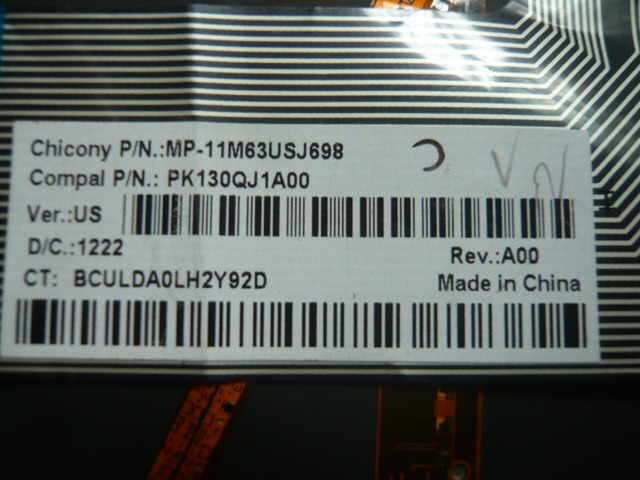 Chicony P/N.:MP-11M63USJ698
Compal P/N.: PK130QJ1A00
Ver.:US
D/C.:1222
Rev.:A00
CT: BCULDA0LH2Y92D
Made in China